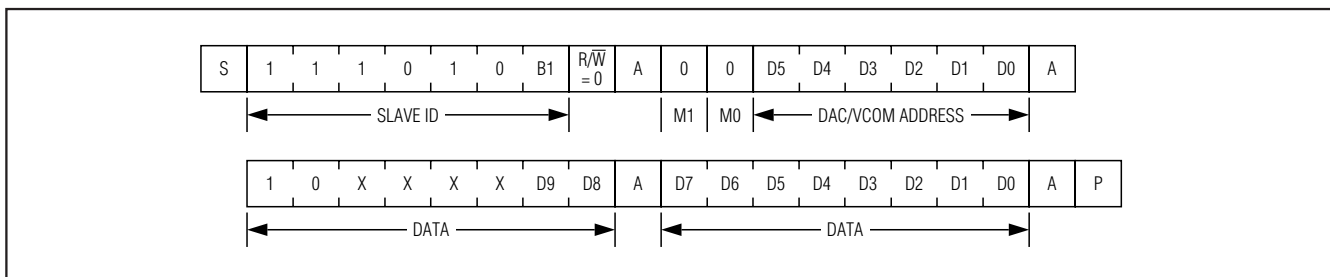 S 1 1 1 0 1 0 B1 R/W̅ = 0 A 0 0 D5 D4 D3 D2 D1 D0 A
SLAVE ID M1 M0 DAC/VCOM ADDRESS
1 0 X X X X D9 D8 A D7 D6 D5 D4 D3 D2 D1 D0 A P
DATA DATA